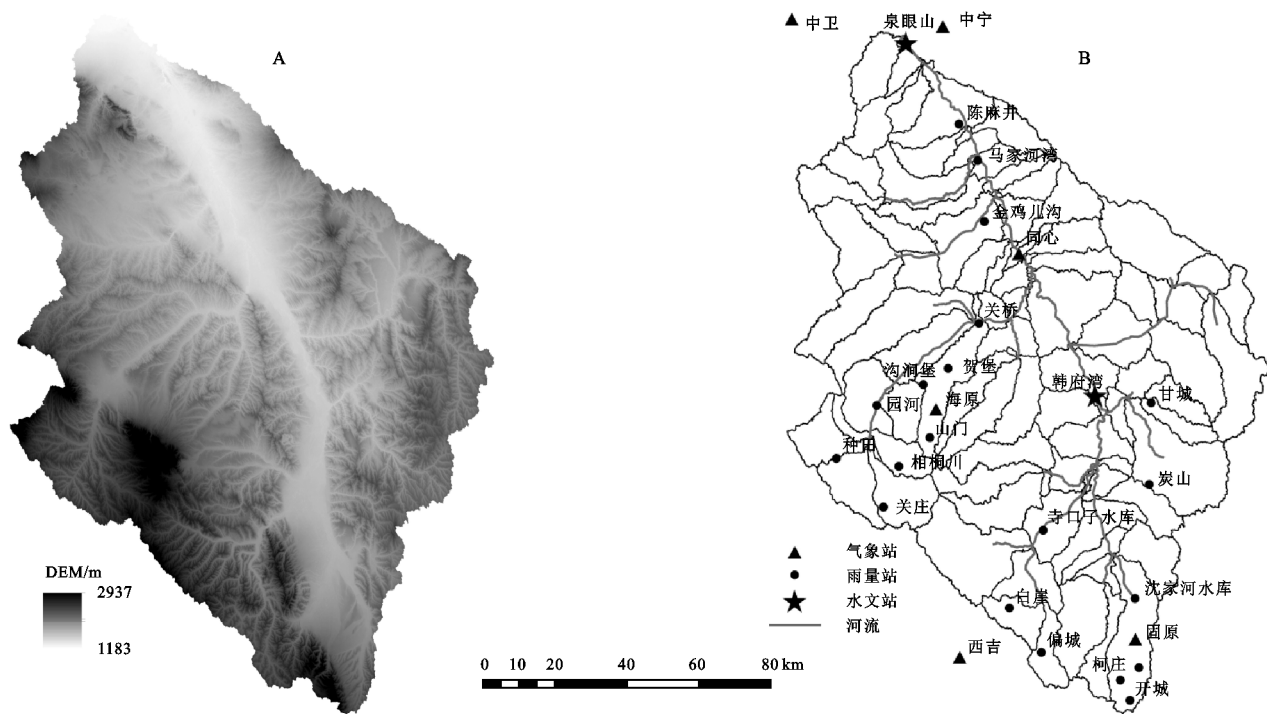 A
DEM/m
2937
1183
0 10 20 40 60 80 km
B
中卫
泉眼山
中宁
陈麻井
马家河湾
金鸡儿沟
同心
关桥
贺堡
沟涧堡
韩府湾
甘城
园河
海原
山门
种田
相桐川
炭山
关庄
寺口子水库
气象站
雨量站
水文站
河流
白崖
沈家河水库
西吉
偏城
固原
柯庄
开城